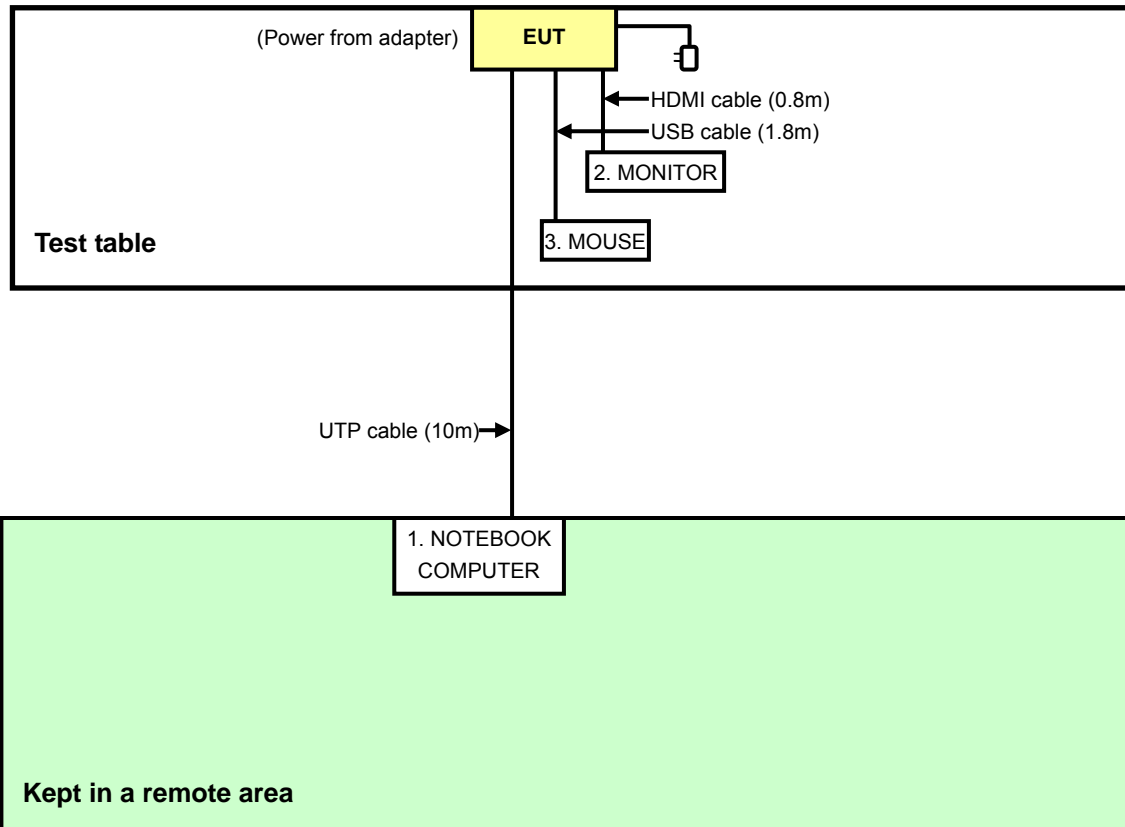 (Power from adapter)
EUT
HDMI cable (0.8m)
USB cable (1.8m)
2. MONITOR
3. MOUSE
Test table
UTP cable (10m)
1. NOTEBOOK
COMPUTER
Kept in a remote area